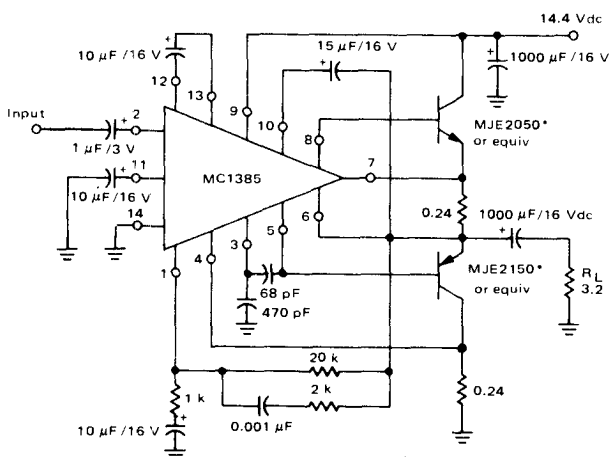 14.4 Vdc
10 μF/16 V
15 μF/16 V
1000 μF/16 V
12
13
9
10
8
MJE2050*
or equiv
Input
2
1 μF/3 V
11
10 μF/16 V
14
MC1385
7
0.24
6
1000 μF/16 Vdc
3
5
1
4
MJE2150*
or equiv
R_L
3.2
68 pF
470 pF
20 k
2 k
0.001 μF
1 k
10 μF/16 V
0.24